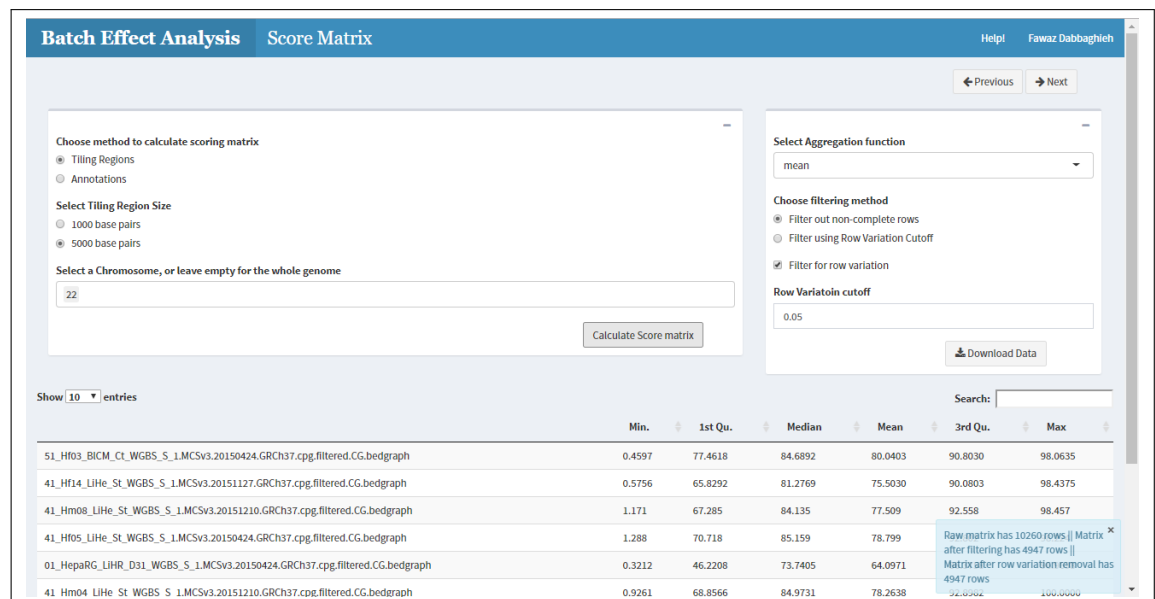 Batch Effect Analysis Score Matrix Help! Fawaz Dabbaghieh
Previous Next
Choose method to calculate scoring matrix
Tiling Regions
Annotations
Select Tiling Region Size
1000 base pairs
5000 base pairs
Select a Chromosome, or leave empty for the whole genome
22
Calculate Score matrix
Select Aggregation function
mean
Choose filtering method
Filter out non-complete rows
Filter using Row Variation Cutoff
Filter for row variation
Row Variatoin cutoff
0.05
Download Data
Show 10 entries Search:
Min. 1st Qu. Median Mean 3rd Qu. Max
51_Hf03_BlCM_Ct_WGBS_S_1.MCSv3.20150424.GRCh37.cpg.filtered.CG.bedgraph 0.4597 77.4618 84.6892 80.0403 90.8030 98.0635
41_Hf14_LiHe_St_WGBS_S_1.MCSv3.20151127.GRCh37.cpg.filtered.CG.bedgraph 0.5756 65.8292 81.2769 75.5030 90.0803 98.4375
41_Hm08_LiHe_St_WGBS_S_1.MCSv3.20151210.GRCh37.cpg.filtered.CG.bedgraph 1.171 67.285 84.135 77.509 92.558 98.457
41_Hf05_LiHe_St_WGBS_S_1.MCSv3.20150424.GRCh37.cpg.filtered.CG.bedgraph 1.288 70.718 85.159 78.799
01_HepaRG_LiHR_D31_WGBS_S_1.MCSv3.20150424.GRCh37.cpg.filtered.CG.bedgraph 0.3212 46.2208 73.7405 64.0971
41_Hm04_LiHe_St_WGBS_S_1.MCSv3.20151210.GRCh37.cpg.filtered.CG.bedgraph 0.9261 68.8566 84.9731 78.2638
Raw matrix has 10260 rows || Matrix
after filtering has 4947 rows ||
Matrix after row variation removal has
4947 rows